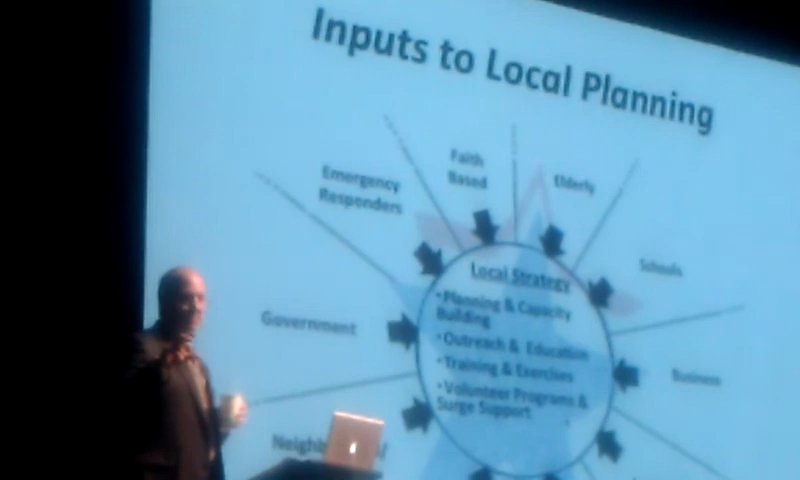 Inputs to Local Planning
Faith
Based
Elderly
Emergency
Responders
Schools
Local Strategy
•Planning & Capacity
Building
•Outreach & Education
•Training & Exercises
•Volunteer Programs &
Surge Support
Government
Business